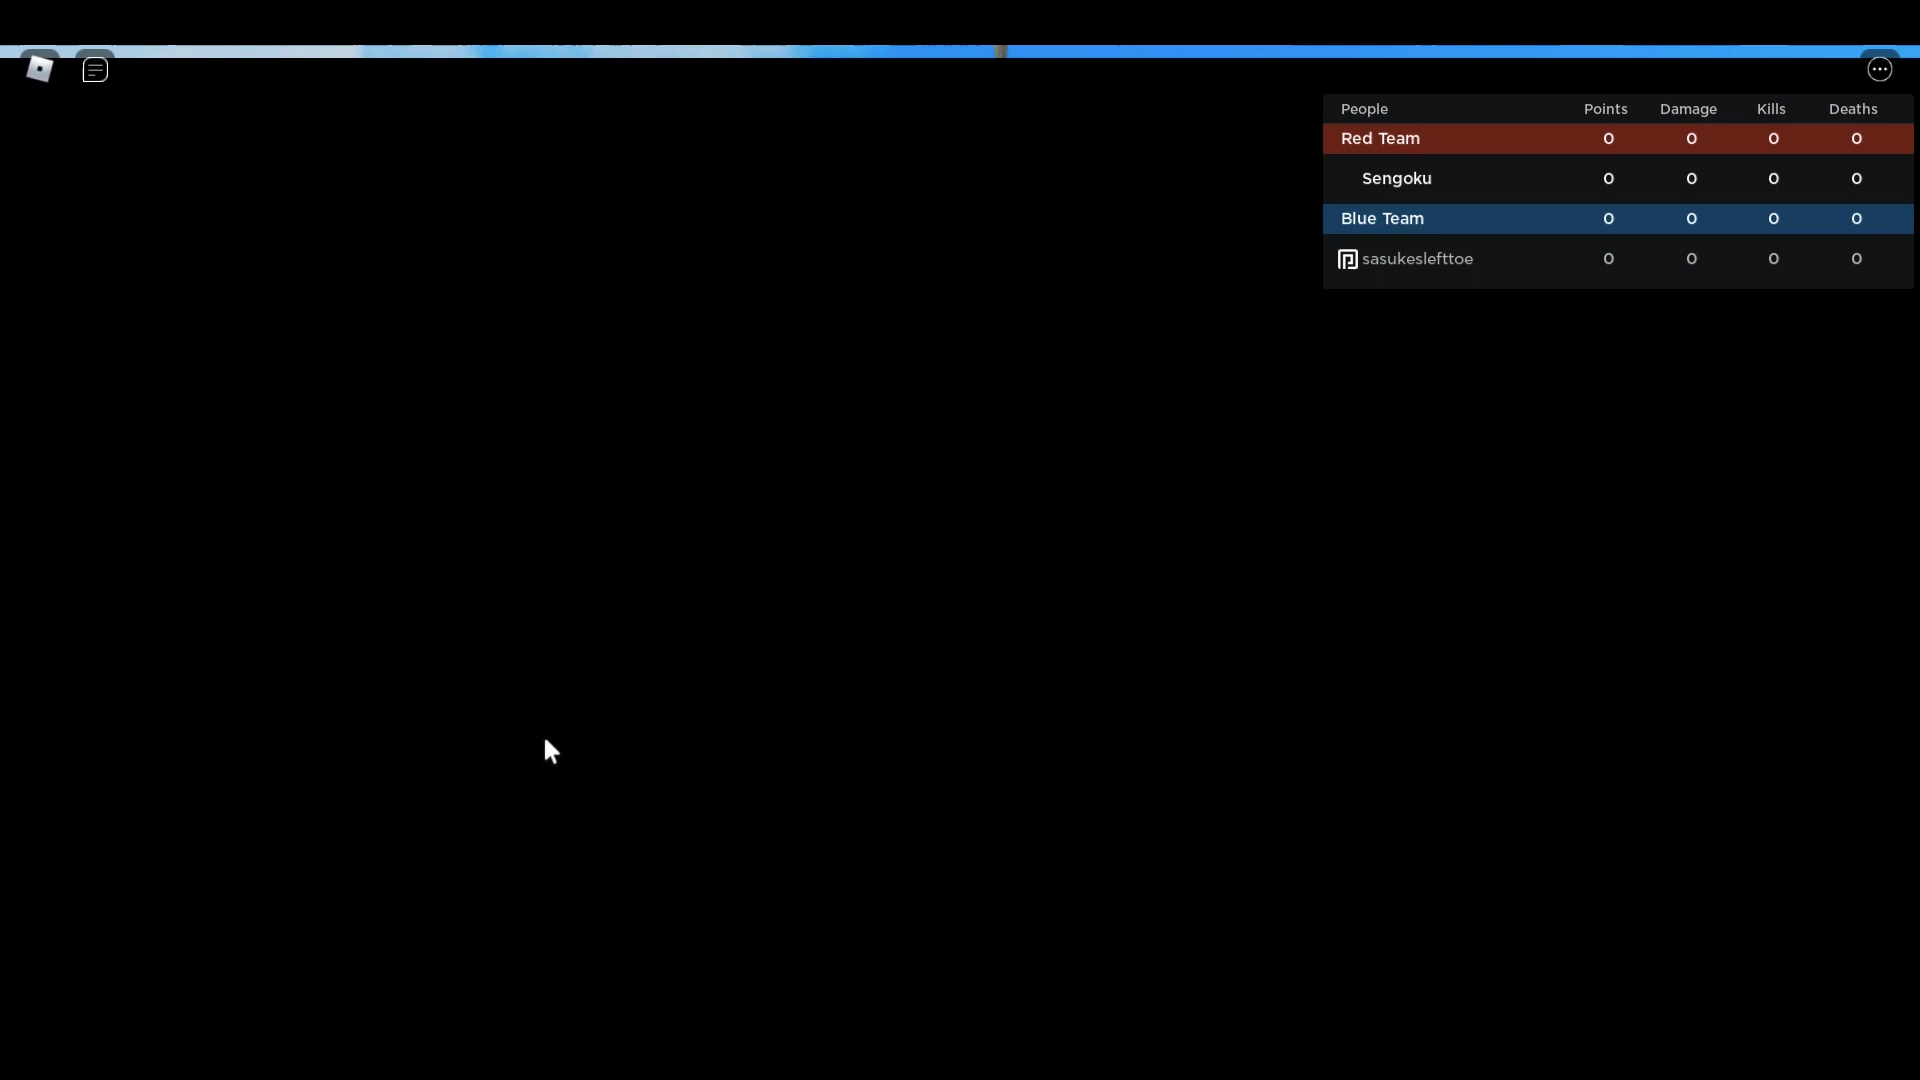 People Points Damage Kills Deaths
Red Team 0 0 0 0
Sengoku 0 0 0 0
Blue Team 0 0 0 0
sasukeslefttoe 0 0 0 0